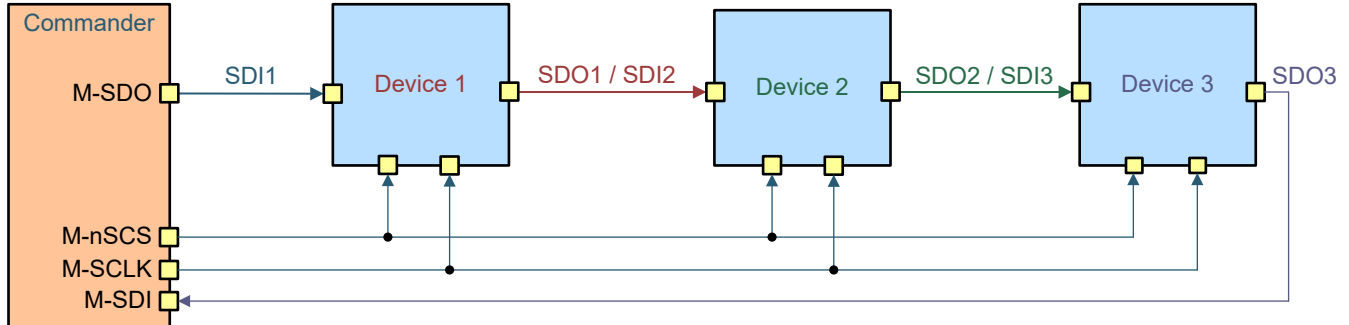 Commander
M-SDO
SDI1
Device 1
SDO1 / SDI2
Device 2
SDO2 / SDI3
Device 3
SDO3
M-nSCS
M-SCLK
M-SDI